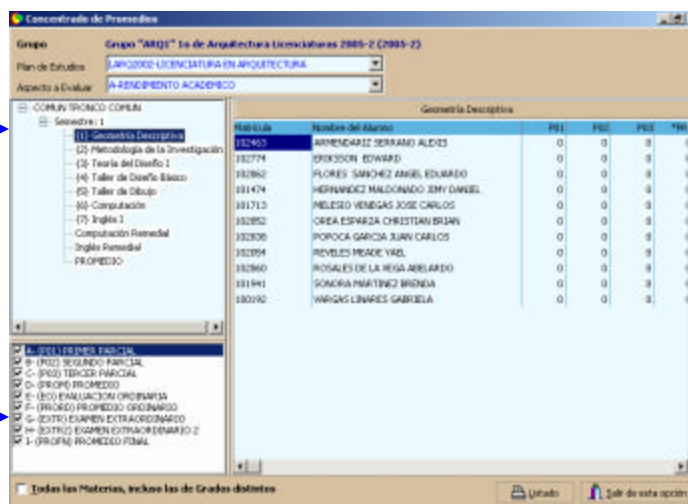 Concentrado de Promedios
Grupo Grupo "ARQ1" 1o de Arquitectura Licenciaturas 2005-2 (2005-2)
Plan de Estudios LARQ2002-LICENCIATURA EN ARQUITECTURA
Aspecto a Evaluar A-RENDIMIENTO ACADEMICO
COMUN TRONCO COMUN
Semestre: 1
(1)- Geometría Descriptiva
(2)- Metodología de la Investigación
(3)- Teoría del Diseño I
(4)- Taller de Diseño Básico
(5)- Taller de Dibujo
(6)- Computación
(7)- Inglés I
Computación Remedial
Inglés Remedial
PROMEDIO
A- (P01) PRIMER PARCIAL
B- (P02) SEGUNDO PARCIAL
C- (P03) TERCER PARCIAL
D- (PROM) PROMEDIO
E- (EO) EVALUACION ORDINARIA
F- (PRORD) PROMEDIO ORDINARIO
G- (EXTR) EXAMEN EXTRAORDINARIO
H- (EXTR2) EXAMEN EXTRAORDINARIO 2
I- (PROFN) PROMEDIO FINAL
Geometría Descriptiva
Matrícula Nombre del Alumno P01 P02 P03 *PR
102463 ARMENDARIZ SERRANO ALEXIS 0 0 0
102774 ERIKSSON EDWARD 0 0 0
102862 FLORES SANCHEZ ANGEL EDUARDO 0 0 0
101474 HERNANDEZ MALDONADO JIMY DANIEL 0 0 0
101713 MELESIO VENEGAS JOSE CARLOS 0 0 0
102852 OREA ESPARZA CHRISTIAN BRIAN 0 0 0
102838 POPOCA GARCIA JUAN CARLOS 0 0 0
102894 REVELES MEADE YAEL 0 0 0
102860 ROSALES DE LA VEGA ABELARDO 0 0 0
101941 SONORA MARTINEZ BRENDA 0 0 0
100192 VARGAS LINARES GABRIELA 0 0 0
Todas las Materias, incluso las de Grados distintos
Listado
Salir de esta opción